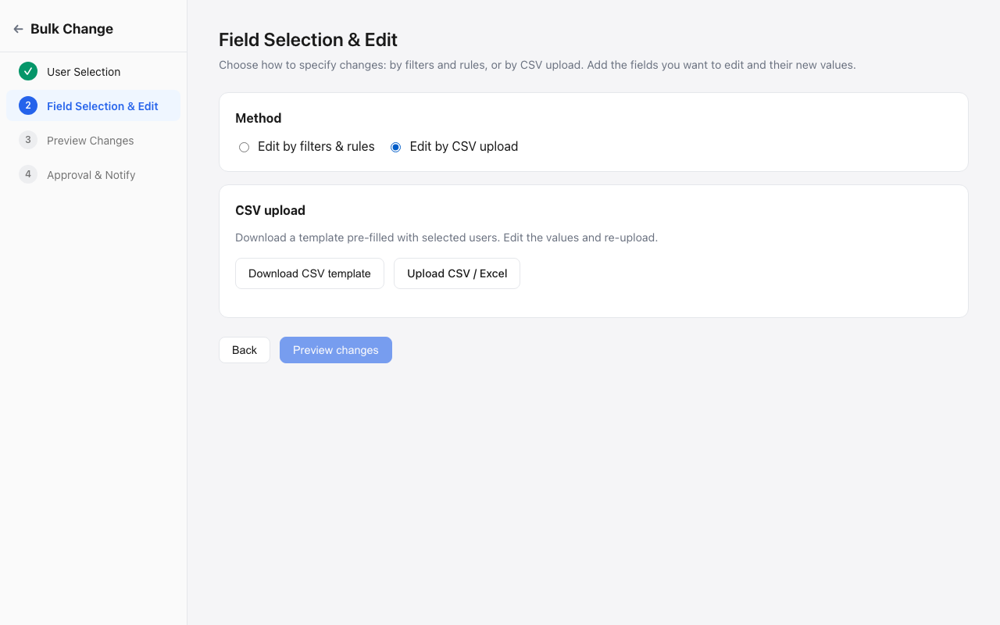 Bulk Change
User Selection
2 Field Selection & Edit
3 Preview Changes
4 Approval & Notify
Field Selection & Edit
Choose how to specify changes: by filters and rules, or by CSV upload. Add the fields you want to edit and their new values.
Method
Edit by filters & rules Edit by CSV upload
CSV upload
Download a template pre-filled with selected users. Edit the values and re-upload.
Download CSV template Upload CSV / Excel
Back Preview changes